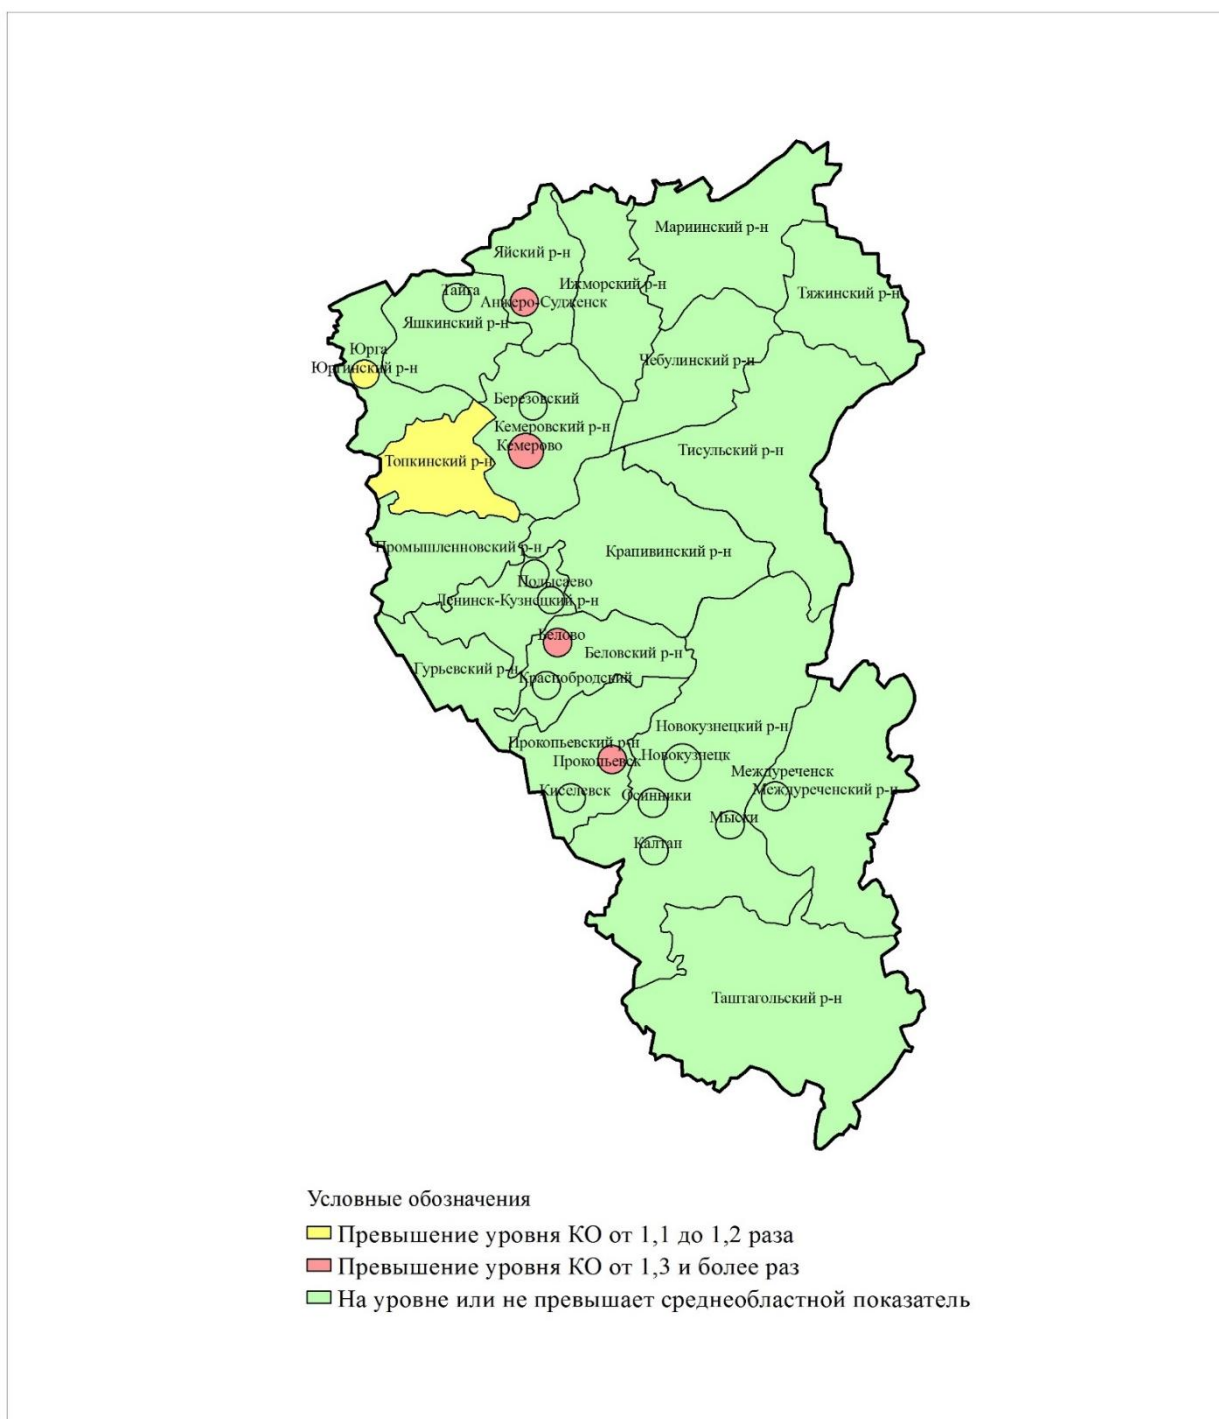 Мариинский р-н
Яйский р-н
Ижморский р-н
Тяжинский р-н
Тайга
Анжеро-Судженск
Яшкинский р-н
Юрга
Юргинский р-н
Чебулинский р-н
Березовский
Кемеровский р-н
Кемерово
Тисульский р-н
Топкинский р-н
Промышленновский р-н
Крапивинский р-н
Полысаево
Ленинск-Кузнецкий р-н
Белово
Беловский р-н
Гурьевский р-н
Краснобродский
Новокузнецкий р-н
Прокопьевский р-н
Новокузнецк
Прокопьевск
Междуреченск
Киселевск
Осинники
Междуреченский р-н
Мыски
Калтан
Таштагольский р-н
Условные обозначения
Превышение уровня КО от 1,1 до 1,2 раза
Превышение уровня КО от 1,3 и более раз
На уровне или не превышает среднеобластной показатель